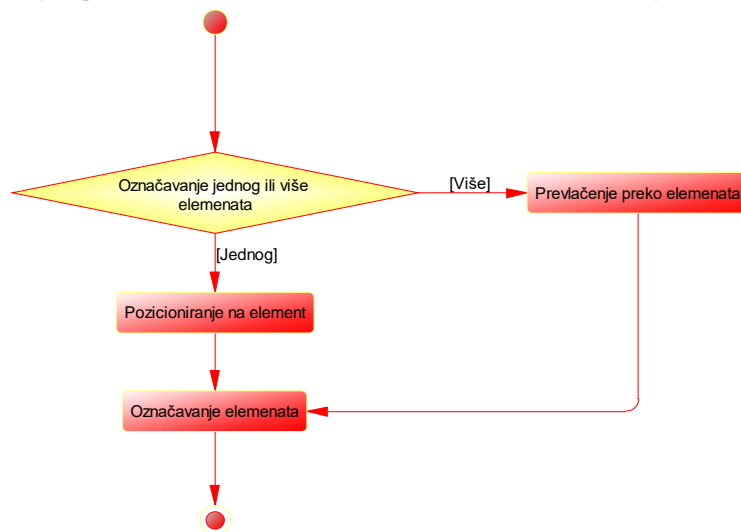 Označavanje jednog ili više
elemenata
[Više]
Prevlačenje preko elemenata
[Jednog]
Pozicioniranje na element
Označavanje elemenata